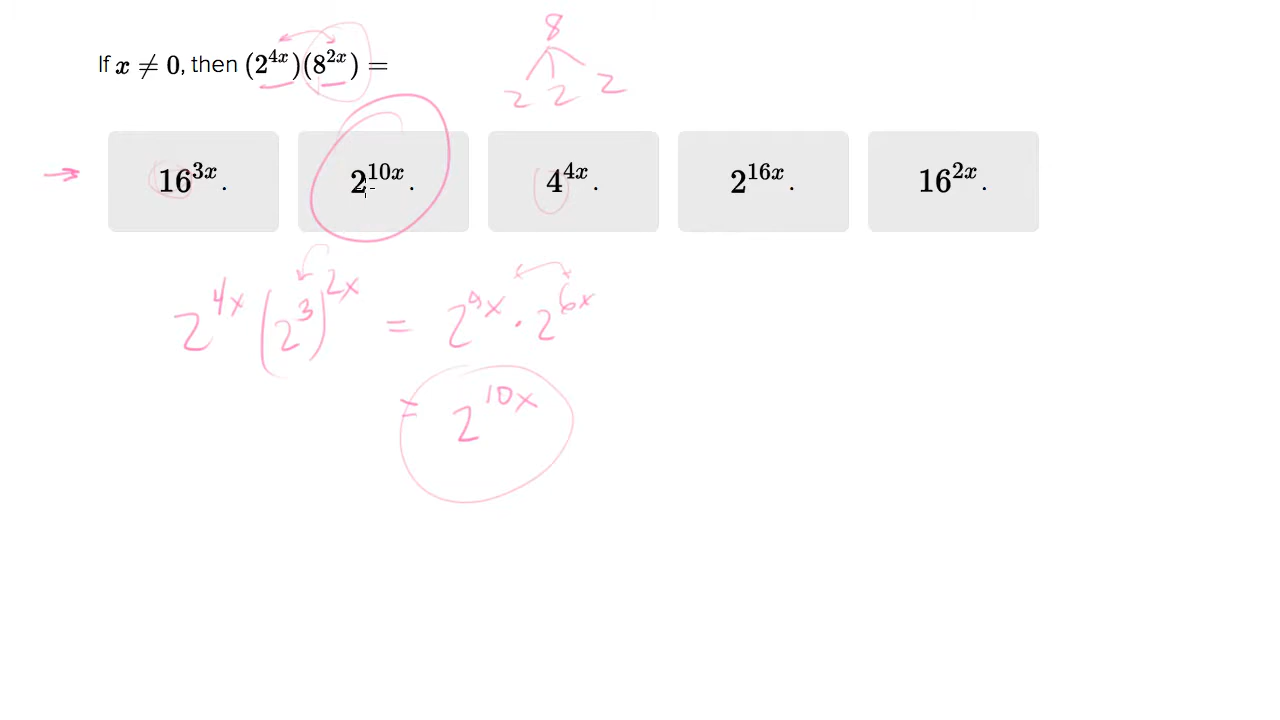 8
If x ≠ 0, then (2^{4x})(8^{2x}) =
2 2 2
16^{3x}. 2^{10x}. 4^{4x}. 2^{16x}. 16^{2x}.
2^{4x} (2^3)^{2x} = 2^{4x} · 2^{6x}
= 2^{10x}